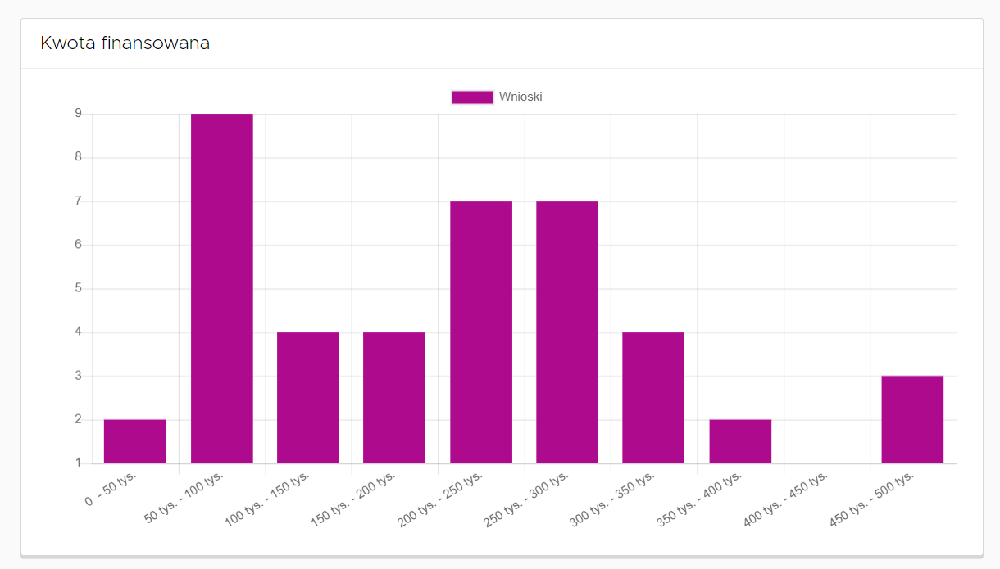 Kwota finansowana
Wnioski
9
8
7
6
5
4
3
2
1
0 - 50 tys.
50 tys. - 100 tys.
100 tys. - 150 tys.
150 tys. - 200 tys.
200 tys. - 250 tys.
250 tys. - 300 tys.
300 tys. - 350 tys.
350 tys. - 400 tys.
400 tys. - 450 tys.
450 tys. - 500 tys.